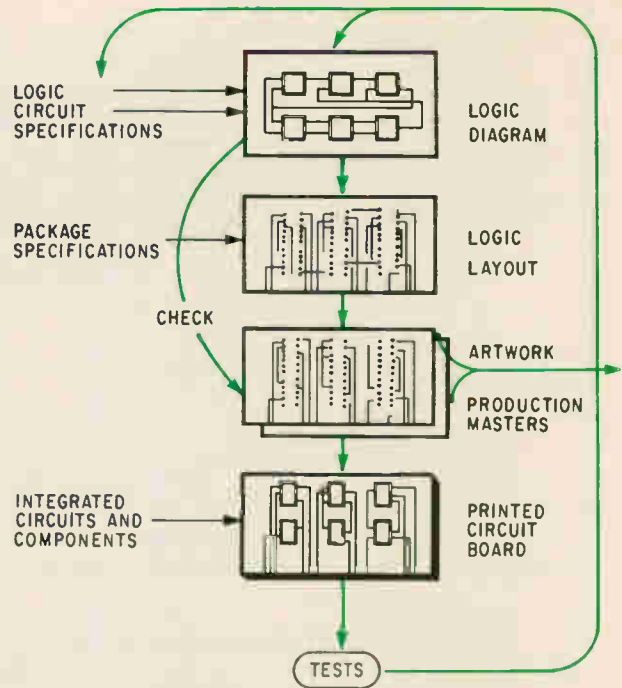 LOGIC
CIRCUIT
SPECIFICATIONS
LOGIC
DIAGRAM
PACKAGE
SPECIFICATIONS
LOGIC
LAYOUT
CHECK
ARTWORK
PRODUCTION
MASTERS
INTEGRATED
CIRCUITS AND
COMPONENTS
PRINTED
CIRCUIT
BOARD
TESTS